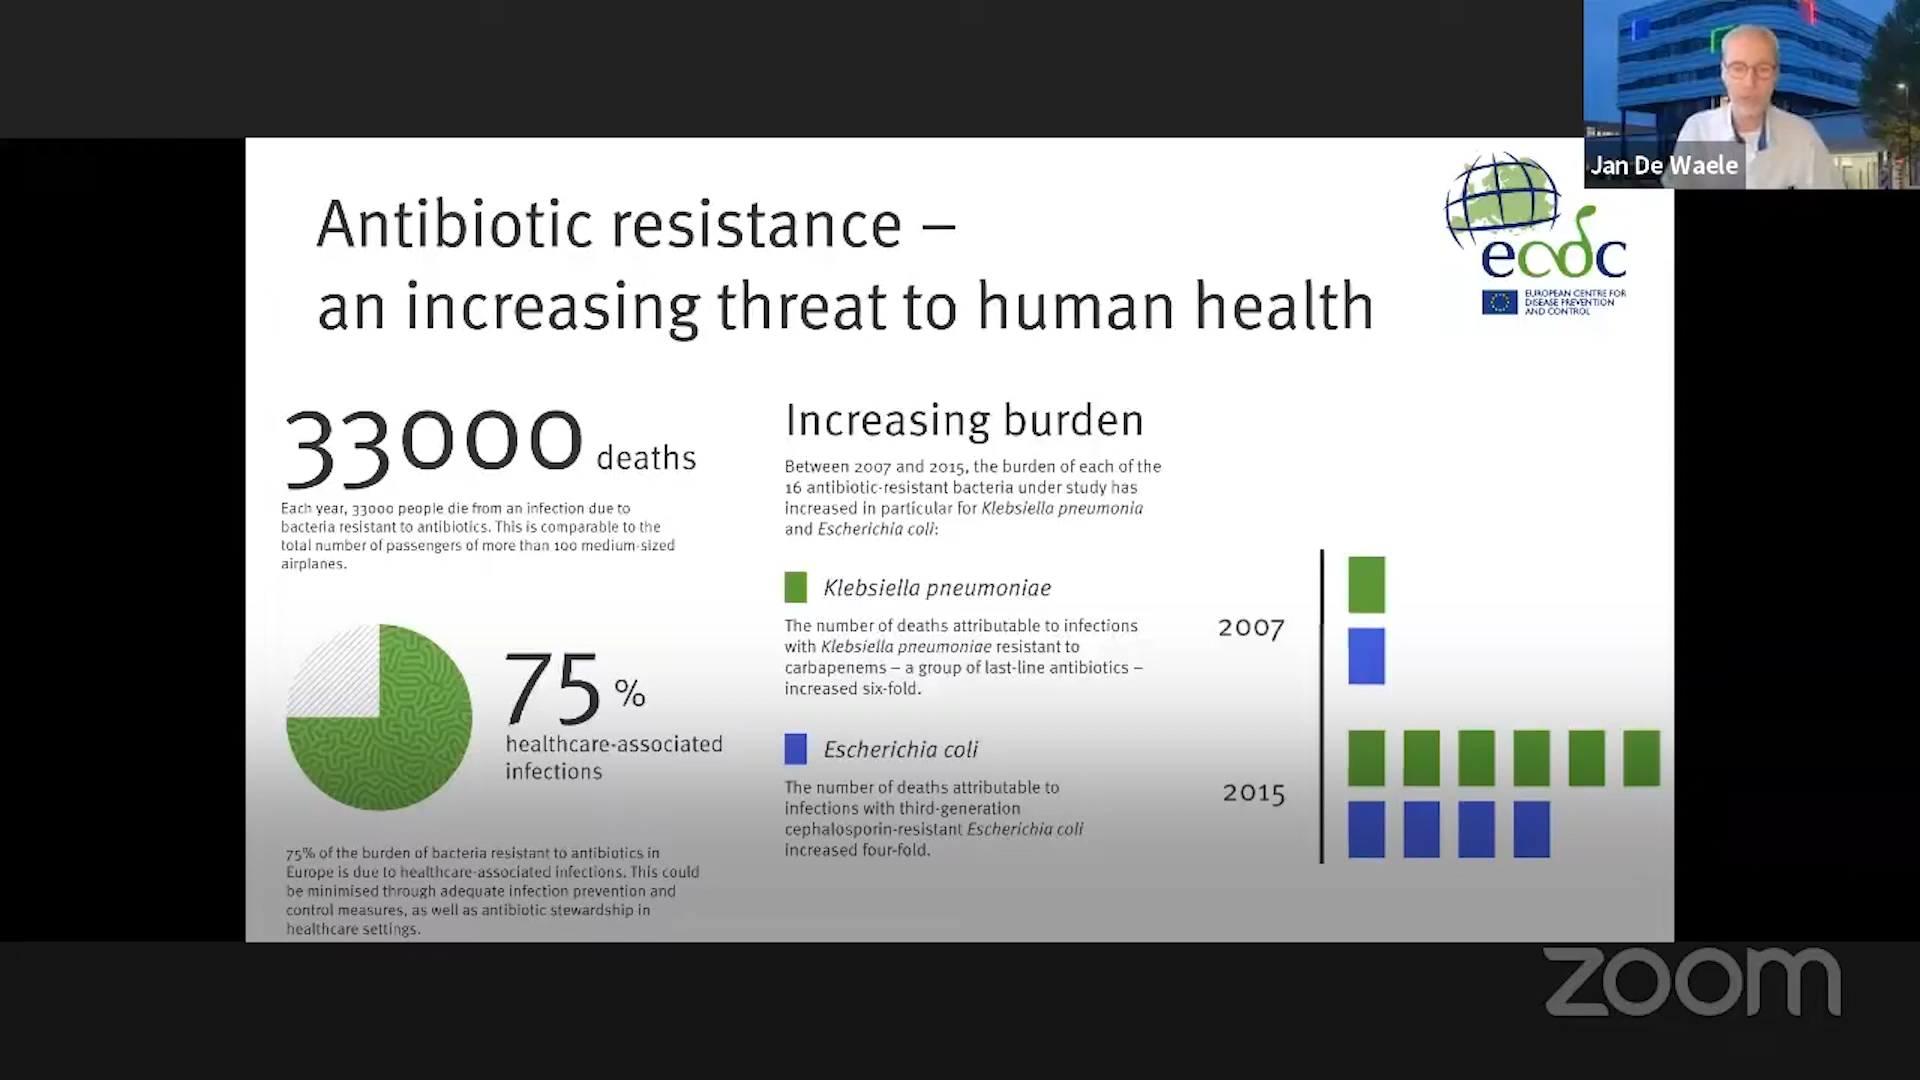 Jan De Waele
Antibiotic resistance –
an increasing threat to human health
ecdc
EUROPEAN CENTRE FOR
DISEASE PREVENTION
AND CONTROL
33000 deaths
Each year, 33000 people die from an infection due to
bacteria resistant to antibiotics. This is comparable to the
total number of passengers of more than 100 medium-sized
airplanes.
75 %
healthcare-associated
infections
75% of the burden of bacteria resistant to antibiotics in
Europe is due to healthcare-associated infections. This could
be minimised through adequate infection prevention and
control measures, as well as antibiotic stewardship in
healthcare settings.
Increasing burden
Between 2007 and 2015, the burden of each of the
16 antibiotic-resistant bacteria under study has
increased in particular for Klebsiella pneumonia
and Escherichia coli:
Klebsiella pneumoniae
The number of deaths attributable to infections
with Klebsiella pneumoniae resistant to
carbapenems – a group of last-line antibiotics –
increased six-fold.
Escherichia coli
The number of deaths attributable to
infections with third-generation
cephalosporin-resistant Escherichia coli
increased four-fold.
2007
2015
zoom